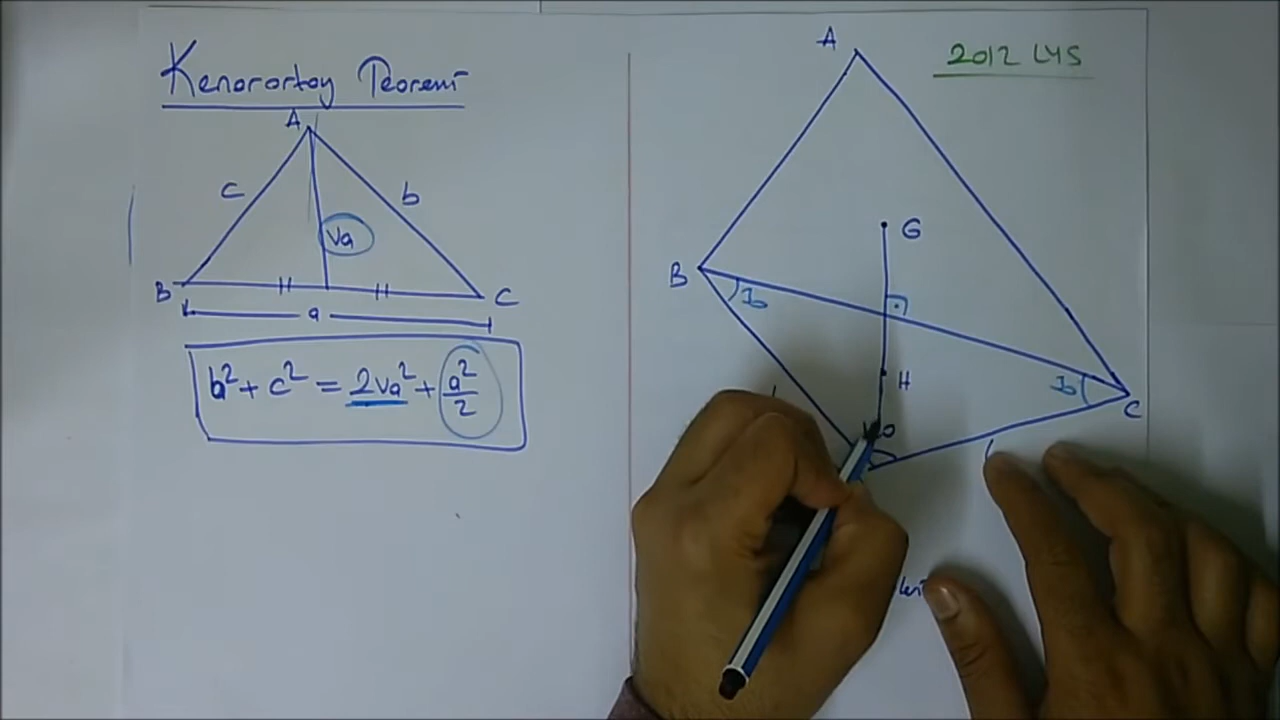 Kenarortay Teoremi
A
c
b
Va
B
C
a
b² + c² = 2va² + a²/2
2012 LYS
A
G
B
H
C